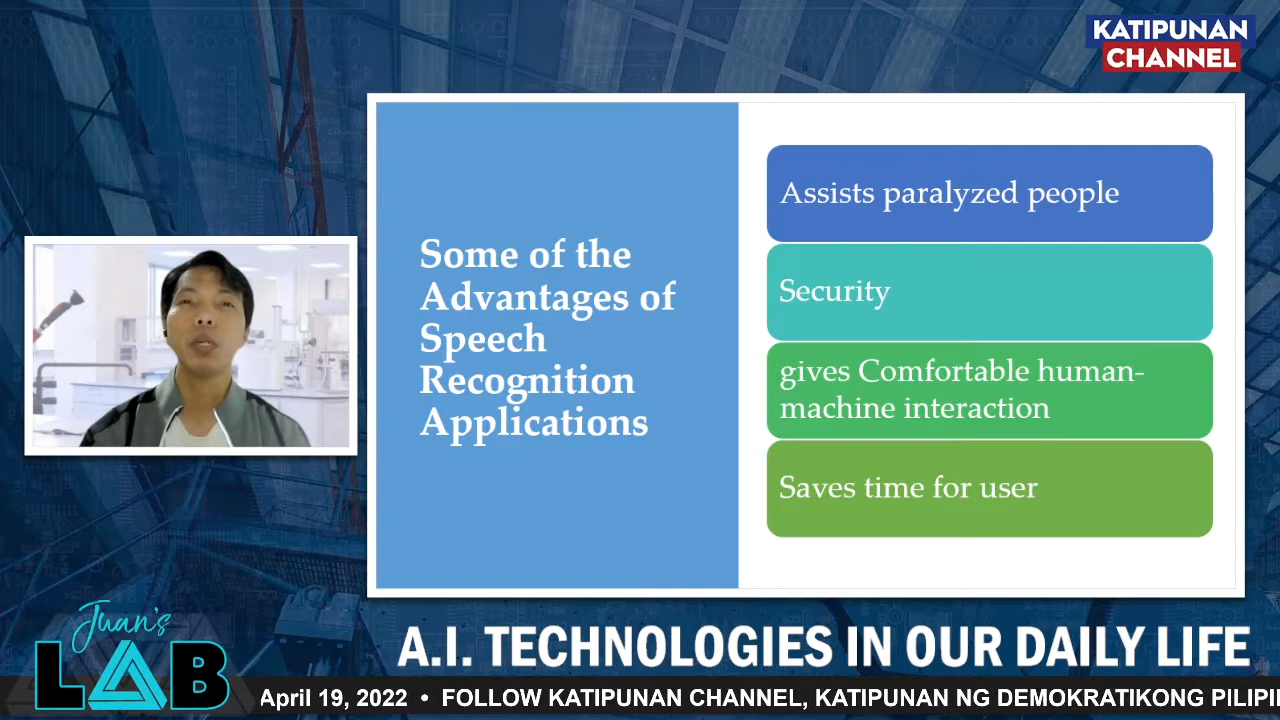 KATIPUNAN
CHANNEL
Some of the
Advantages of
Speech
Recognition
Applications
Assists paralyzed people
Security
gives Comfortable human-
machine interaction
Saves time for user
Juan's
LAB
A.I. TECHNOLOGIES IN OUR DAILY LIFE
April 19, 2022 • FOLLOW KATIPUNAN CHANNEL, KATIPUNAN NG DEMOKRATIKONG PILIPI